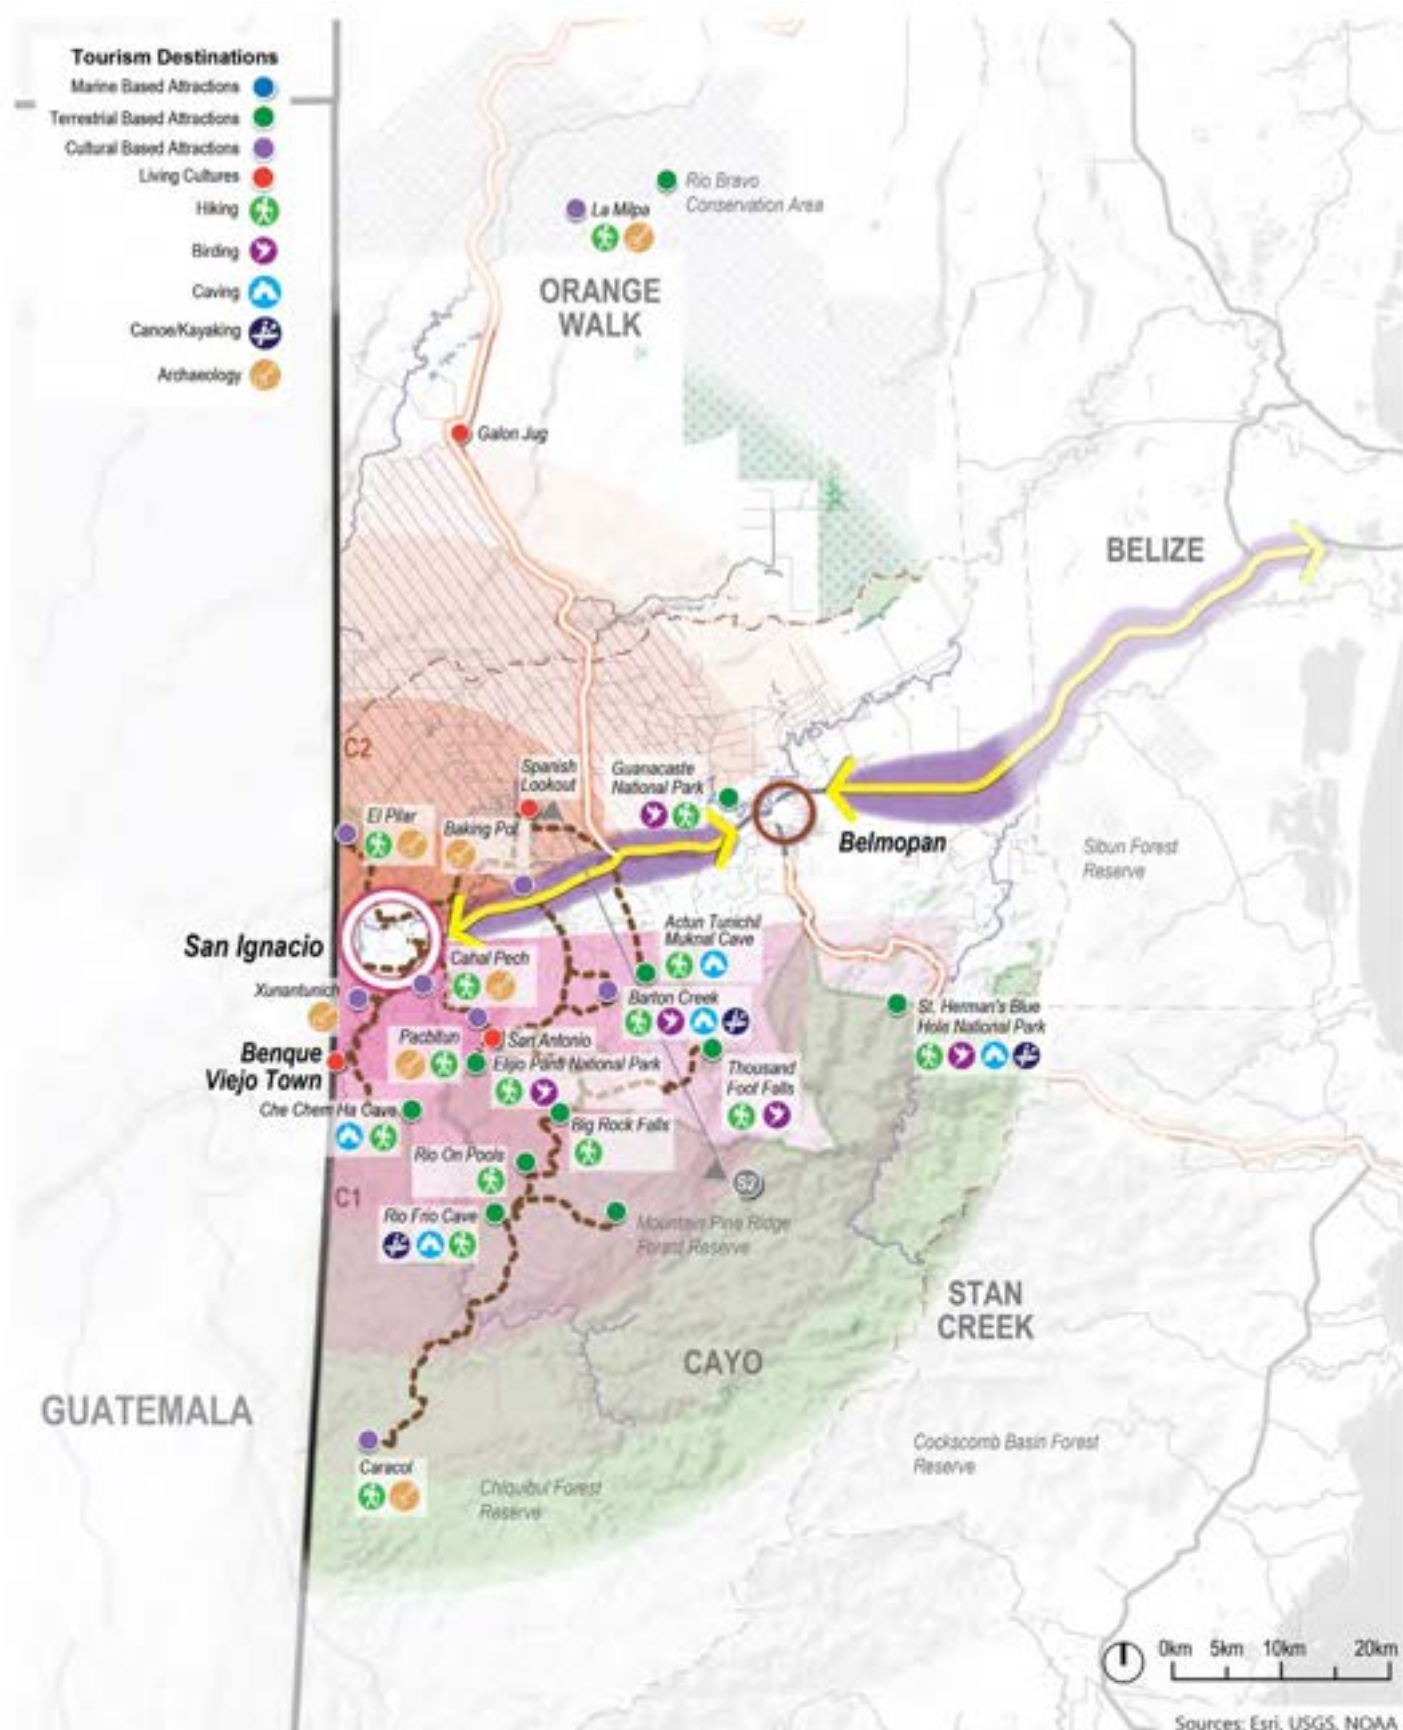 Tourism Destinations
Marine Based Attractions
Terrestrial Based Attractions
Cultural Based Attractions
Living Cultures
Hiking
Birding
Caving
Canoe/Kayaking
Archaeology
Rio Bravo
Conservation Area
La Milpa
ORANGE
WALK
Galon Jug
BELIZE
C2
Spanish
Lookout
Guanacaste
National Park
El Pilar
Baking Pot
Belmopan
Sibun Forest
Reserve
San Ignacio
Actun Tunichil
Muknal Cave
Cahal Pech
Xunantunich
Barton Creek
St. Herman's Blue
Hole National Park
Pacbitun
San Antonio
Benque
Viejo Town
Elijio Panti National Park
Thousand
Foot Falls
Che Chem Ha Cave
Big Rock Falls
Rio On Pools
S2
C1
Rio Frio Cave
Mountain Pine Ridge
Forest Reserve
STAN
CREEK
CAYO
GUATEMALA
Cockscomb Basin Forest
Reserve
Caracol
Chiquibul Forest
Reserve
0km 5km 10km 20km
Sources: Esri, USGS, NOAA